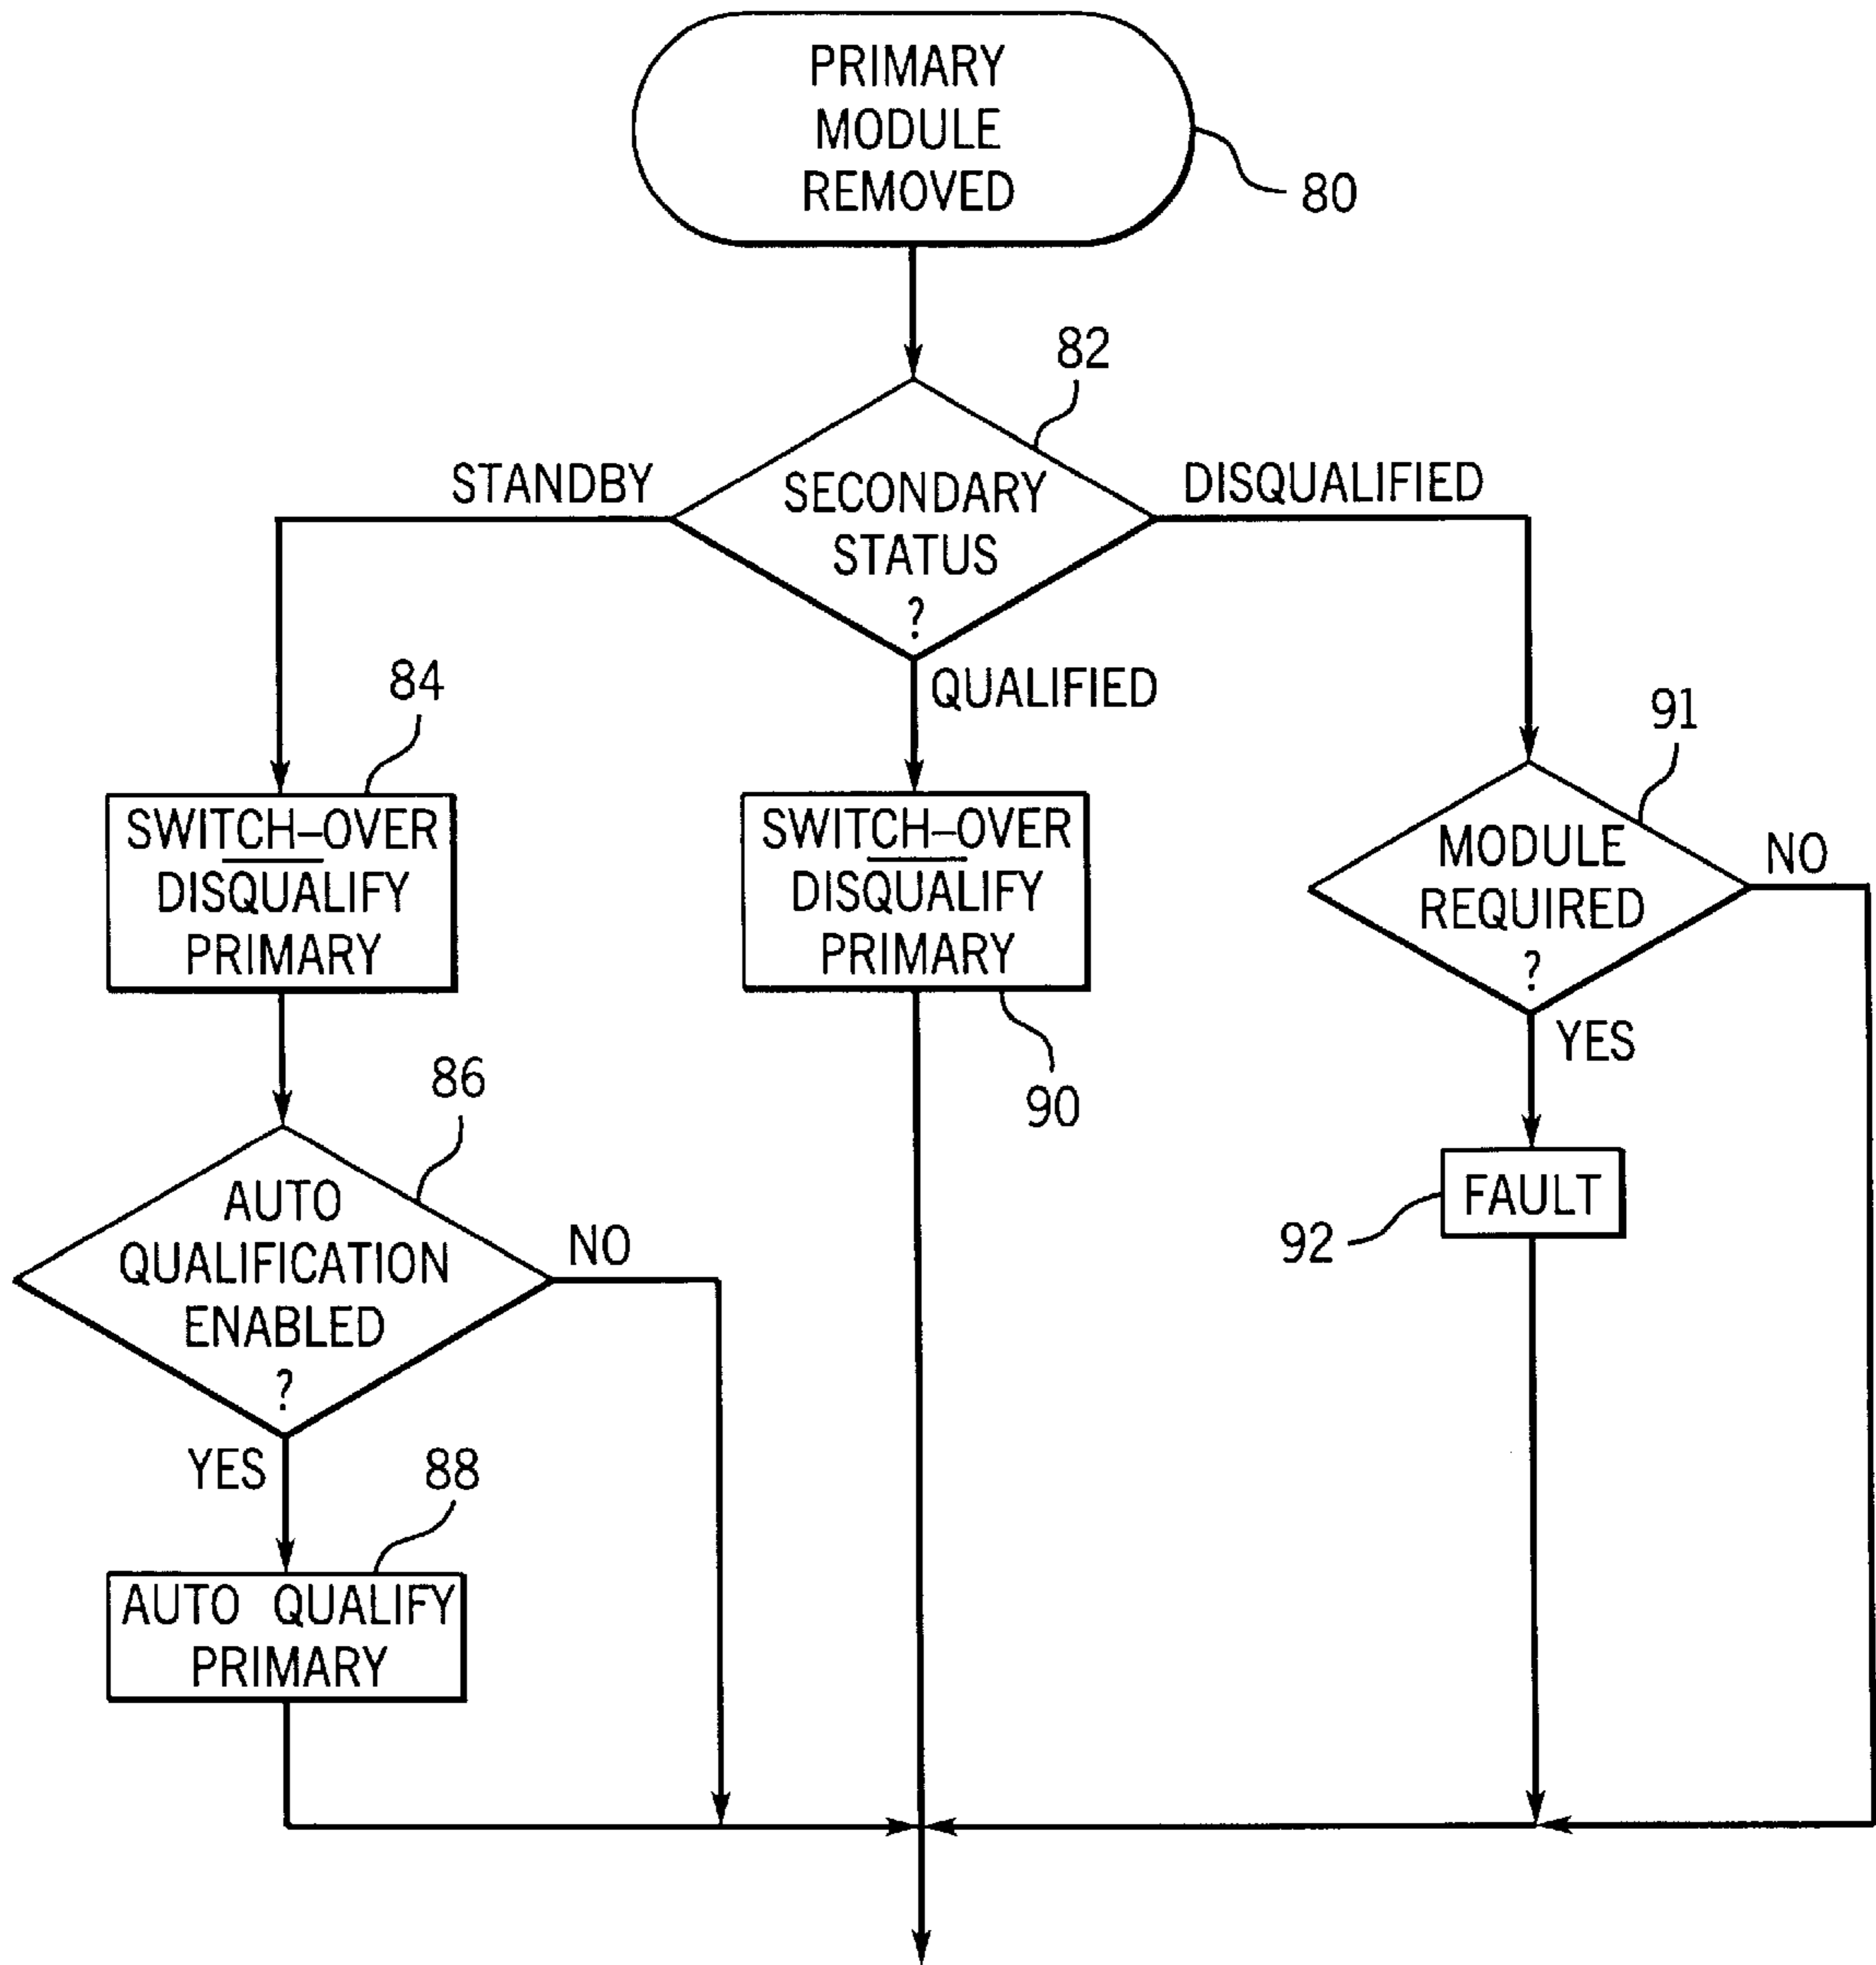 PRIMARY
MODULE
REMOVED
80
82
STANDBY
SECONDARY
STATUS
?
DISQUALIFIED
QUALIFIED
84
91
SWITCH–OVER
DISQUALIFY
PRIMARY
SWITCH–OVER
DISQUALIFY
PRIMARY
MODULE
REQUIRED
?
NO
YES
90
86
AUTO
QUALIFICATION
ENABLED
?
NO
FAULT
92
YES
88
AUTO QUALIFY
PRIMARY